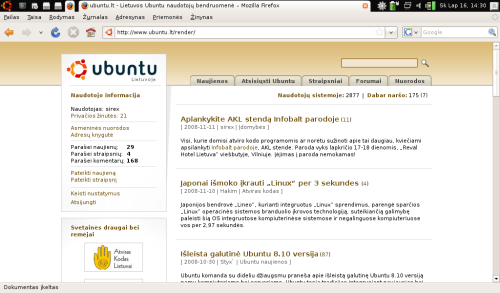 ubuntu.lt - Lietuvos Ubuntu naudotojų bendruomenė - Mozilla Firefox
Sk Lap 16, 14:30
Byla Rodymas Žurnalas Adresynas Priemonės Žinynas
http://www.ubuntu.lt/render/
Google
ubuntu
Lietuvoje
Naujienos Atsisiųsti Ubuntu Straipsniai Forumai Nuorodos
Naudotojų sistemoje: 2877 | Dabar naršo: 175 (7)
Naudotojo informacija
Naudotojas: sirex
Privačios žinutės: 21
Asmeninės nuorodos
Adresų knygutė
Parašei naujienų: 29
Parašei straipsnių: 4
Parašei komentarų: 168
Pateikti naujieną
Pateikti straipsnį
Keisti nustatymus
Atsijungti
Svetainės draugai bei remėjai
Atviras Kodas Lietuvai
Aplankykite AKL stendą Infobalt parodoje (11)
| 2008-11-11 | sirex | Įdomybės |
Visi, kurie domisi atviro kodo programomis ar norėtų sužinoti apie tai daugiau, kviečiami apsilankyti Infobalt parodoje, AKL stende. Paroda vyks lapkričio 17-18 dienomis, „Reval Hotel Lietuva" viešbutyje, Vilniuje. Įėjimas į parodą nemokamas!
Japonai išmoko įkrauti „Linux" per 3 sekundes (4)
| 2008-11-10 | Hakim | Atviras kodas |
Japonijos bendrovė „Lineo", kurianti integruotus „Linux" sprendimus, parengė sparčios „Linux" operacinės sistemos branduolio įkrovos technologiją, suteikiančią galimybę paleisti šią OS integruotose kompiuterinėse sistemose ir negalinguose kompiuteriuose vos per 2,97 sekundes.
Išleista galutinė Ubuntu 8.10 versija (87)
| 2008-10-30 | Styx | Ubuntu naujienos |
Ubuntu komanda su dideliu džiaugsmu praneša apie išleistą galutinę Ubuntu 8.10 versiją
Dokumentas įkeltas